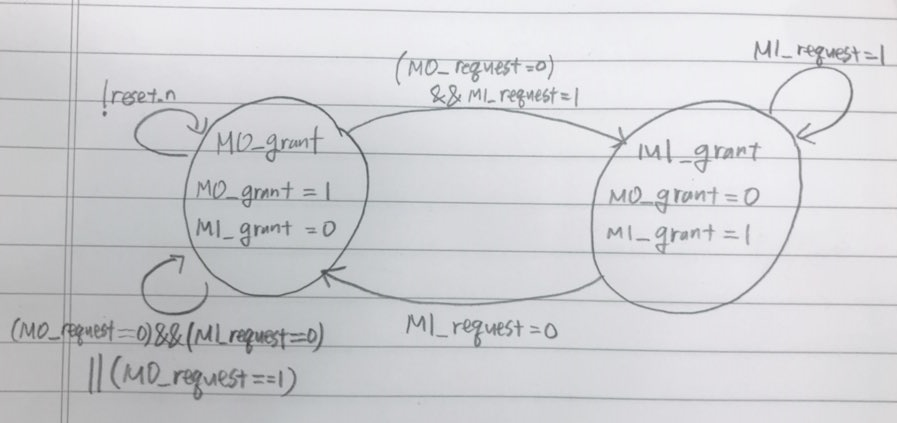 (M0_request=0)
&& M1_request=1
M1_request=1
!reset_n
M0_grant
M0_grant = 1
M1_grant = 0
M1_grant
M0_grant = 0
M1_grant = 1
(M0_request==0)&&(M1_request==0)
||(M0_request==1)
M1_request=0